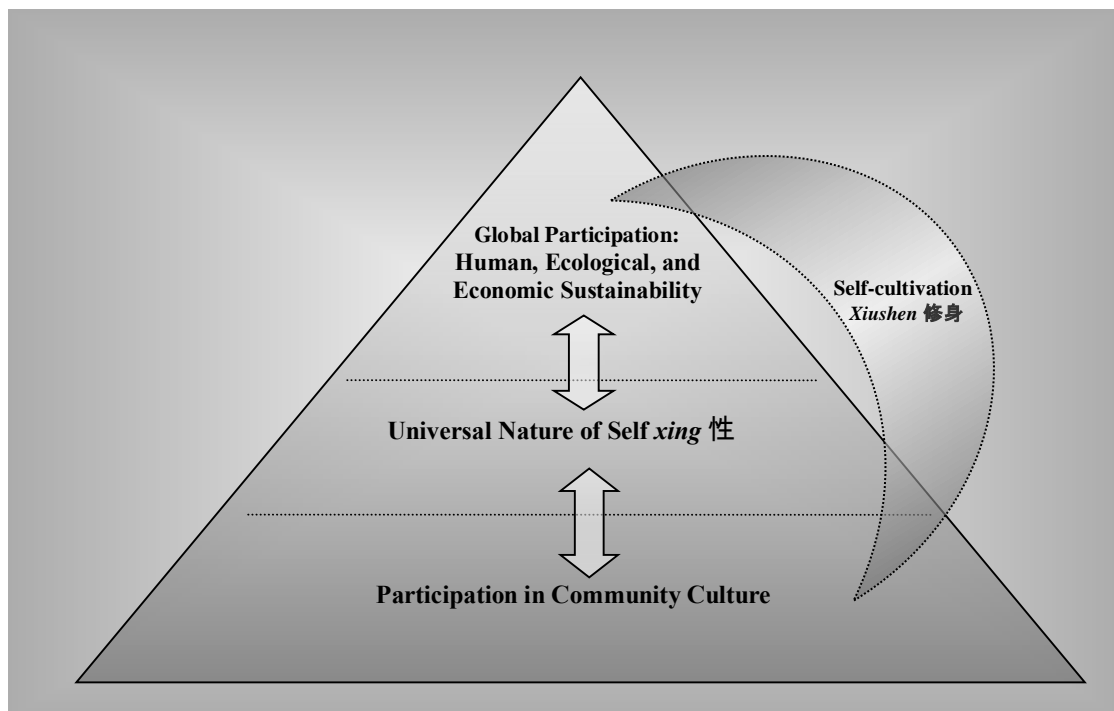 Global Participation:
Human, Ecological, and
Economic Sustainability
Self-cultivation
Xiushen 修身
Universal Nature of Self xing 性
Participation in Community Culture